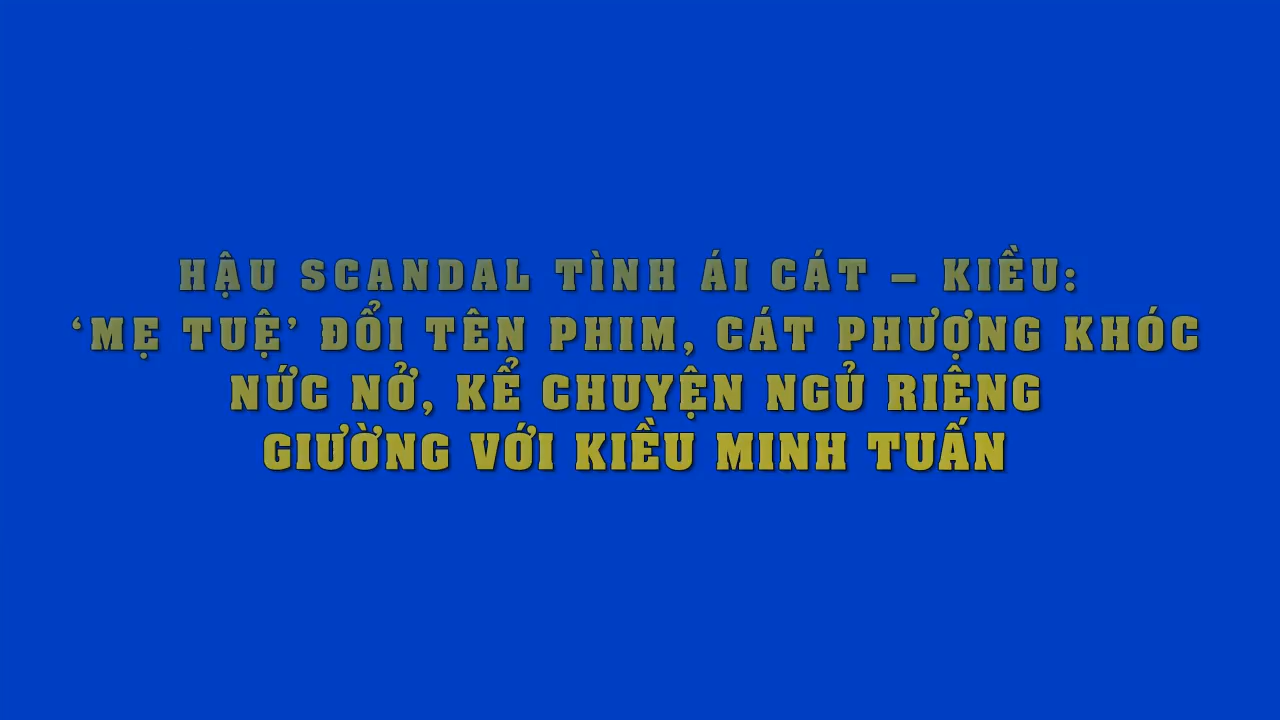 HẬU SCANDAL TÌNH ÁI CÁT – KIỀU:
‘MẸ TUỆ’ ĐỔI TÊN PHIM, CÁT PHƯỢNG KHÓC
NỨC NỞ, KỂ CHUYỆN NGỦ RIÊNG
GIƯỜNG VỚI KIỀU MINH TUẤN